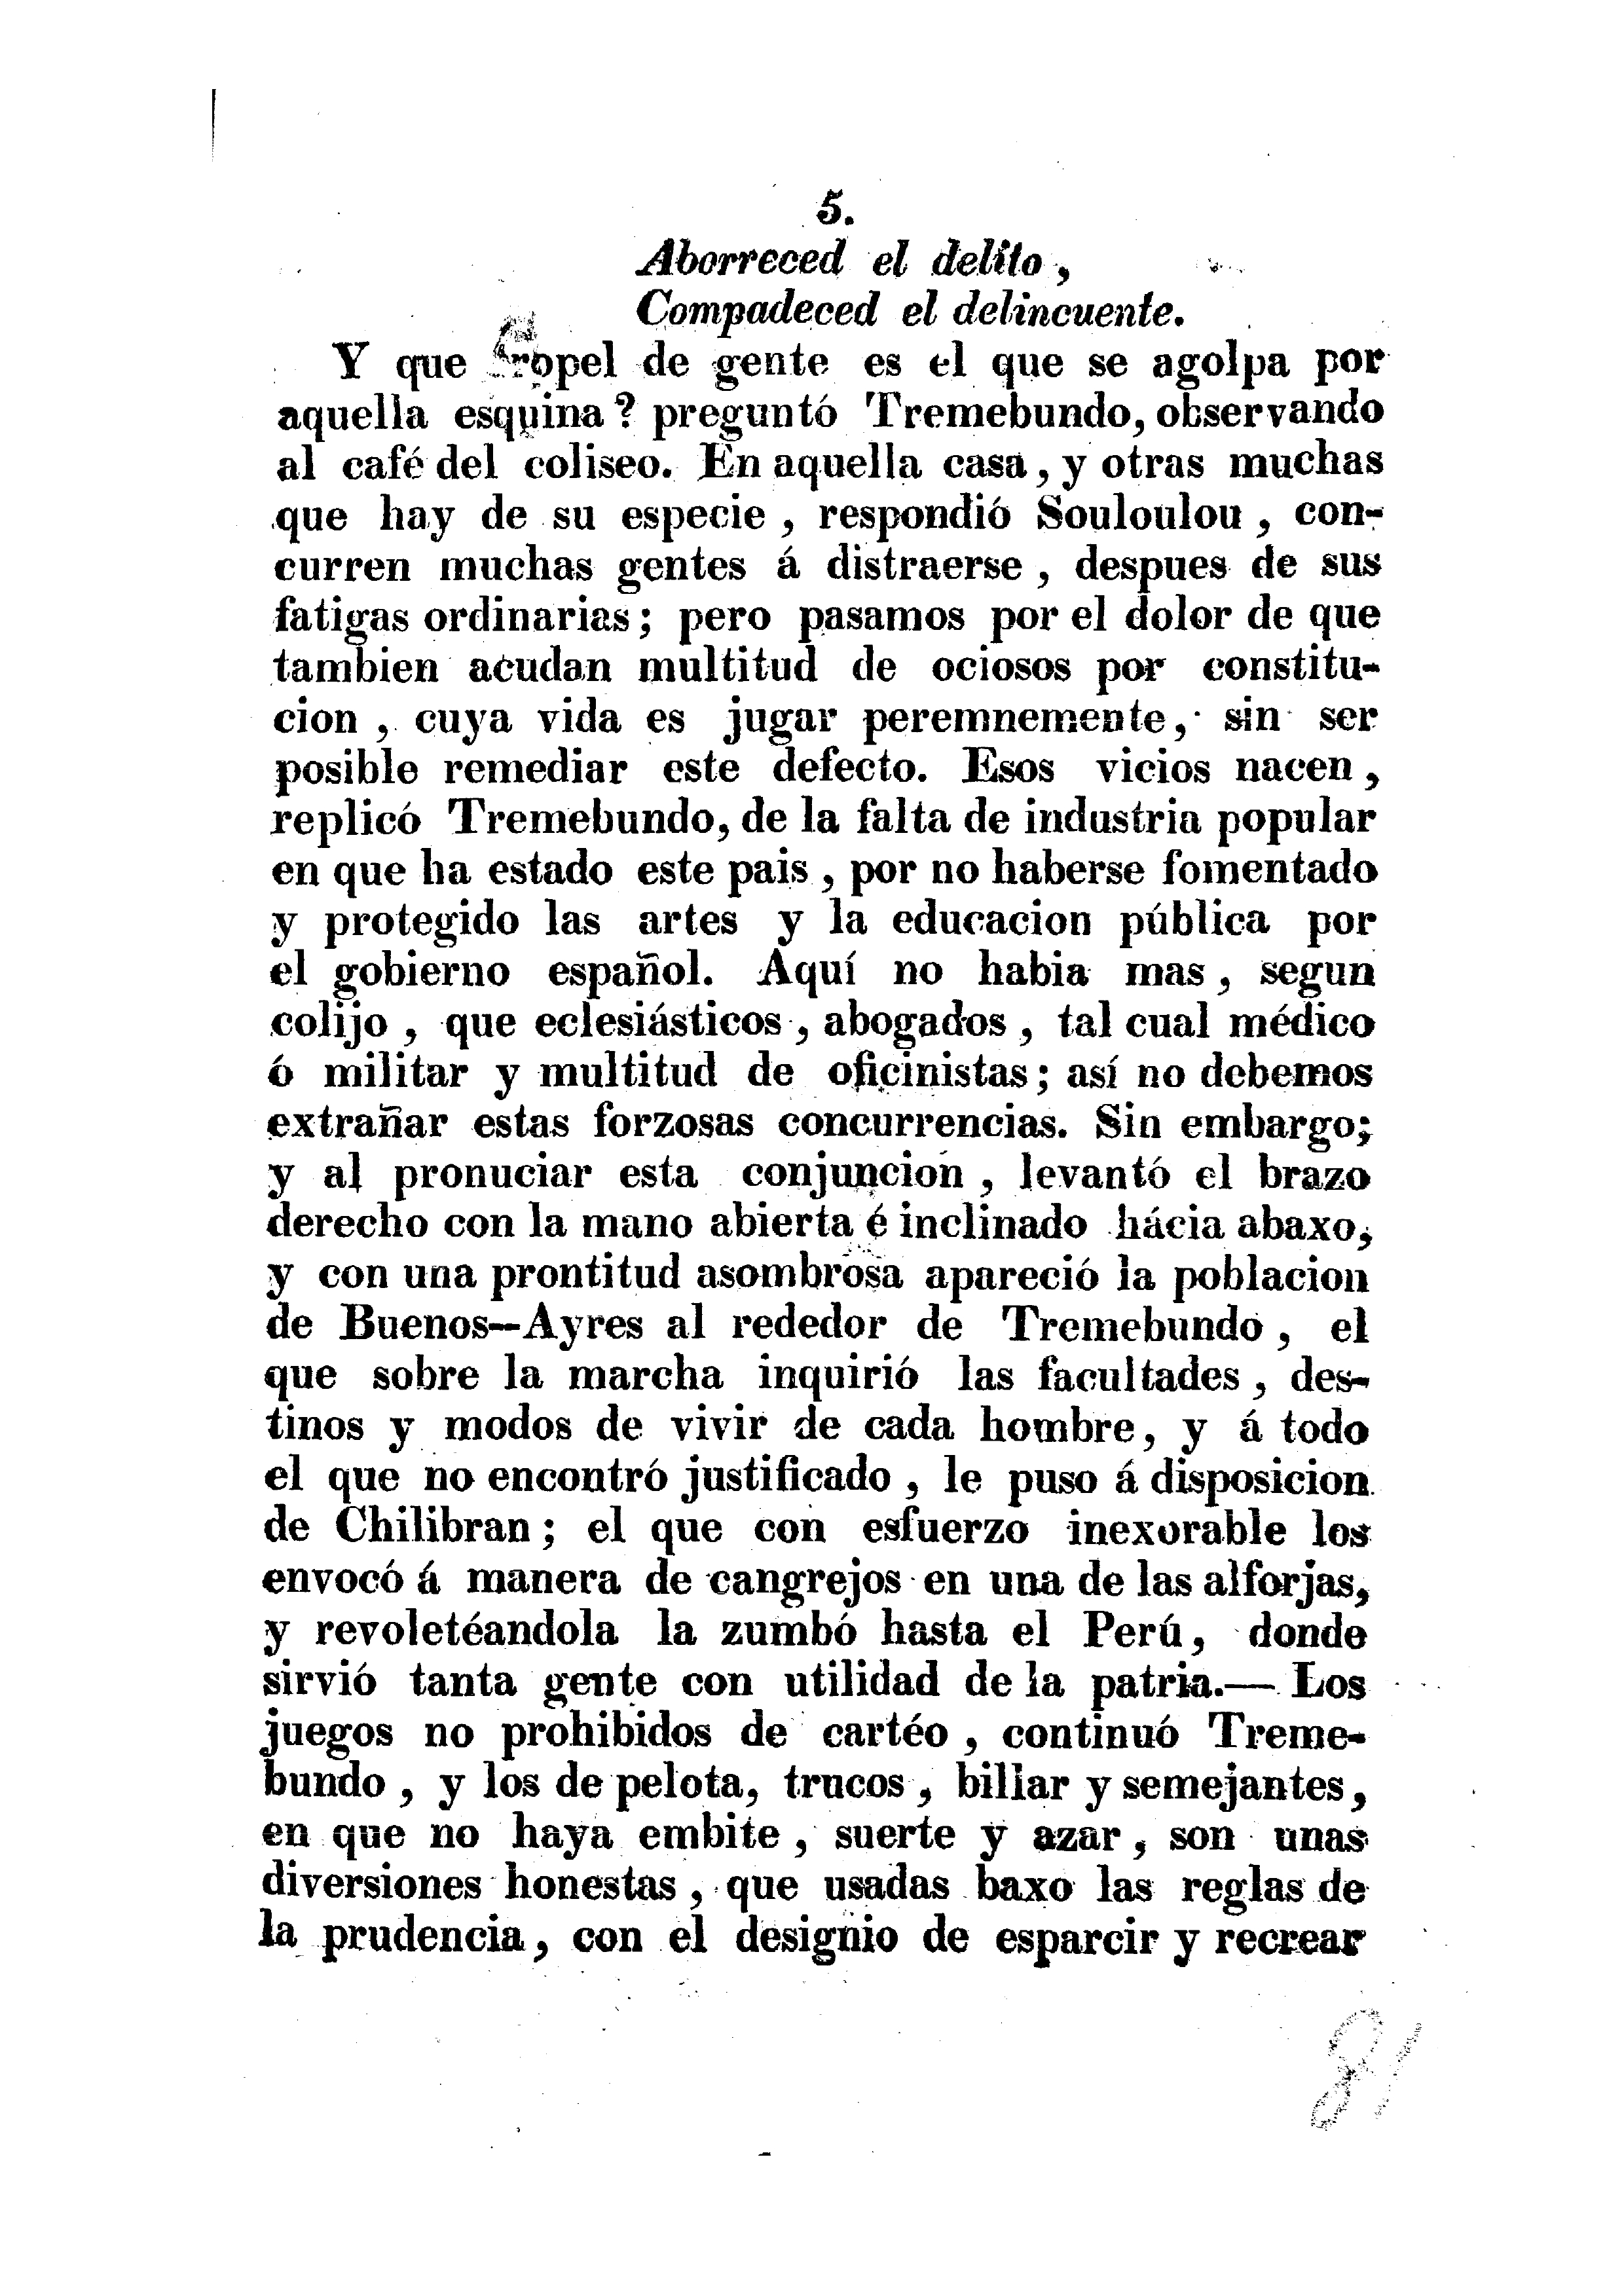 5.
Aborreced el delito,
Compadeced el delincuente.
Y que tropel de gente es el que se agolpa por
aquella esquina? preguntó Tremebundo, observando
al café del coliseo. En aquella casa, y otras muchas
que hay de su especie, respondió Souloulou, con-
curren muchas gentes á distraerse, despues de sus
fatigas ordinarias; pero pasamos por el dolor de que
tambien acudan multitud de ociosos por constitu-
cion, cuya vida es jugar peremnemente, sin ser
posible remediar este defecto. Esos vicios nacen,
replicó Tremebundo, de la falta de industria popular
en que ha estado este pais, por no haberse fomentado
y protegido las artes y la educacion pública por
el gobierno español. Aquí no habia mas, segun
colijo, que eclesiásticos, abogados, tal cual médico
ó militar y multitud de oficinistas; así no debemos
extrañar estas forzosas concurrencias. Sin embargo;
y al pronuciar esta conjuncion, levantó el brazo
derecho con la mano abierta é inclinado hácia abaxo,
y con una prontitud asombrosa apareció la poblacion
de Buenos-Ayres al rededor de Tremebundo, el
que sobre la marcha inquirió las facultades, des-
tinos y modos de vivir de cada hombre, y á todo
el que no encontró justificado, le puso á disposicion
de Chilibran; el que con esfuerzo inexorable los
envocó á manera de cangrejos en una de las alforjas,
y revoletéandola la zumbó hasta el Perú, donde
sirvió tanta gente con utilidad de la patria.— Los
juegos no prohibidos de cartéo, continuó Treme-
bundo, y los de pelota, trucos, billar y semejantes,
en que no haya embite, suerte y azar, son unas
diversiones honestas, que usadas baxo las reglas de
la prudencia, con el designio de esparcir y recrear
81